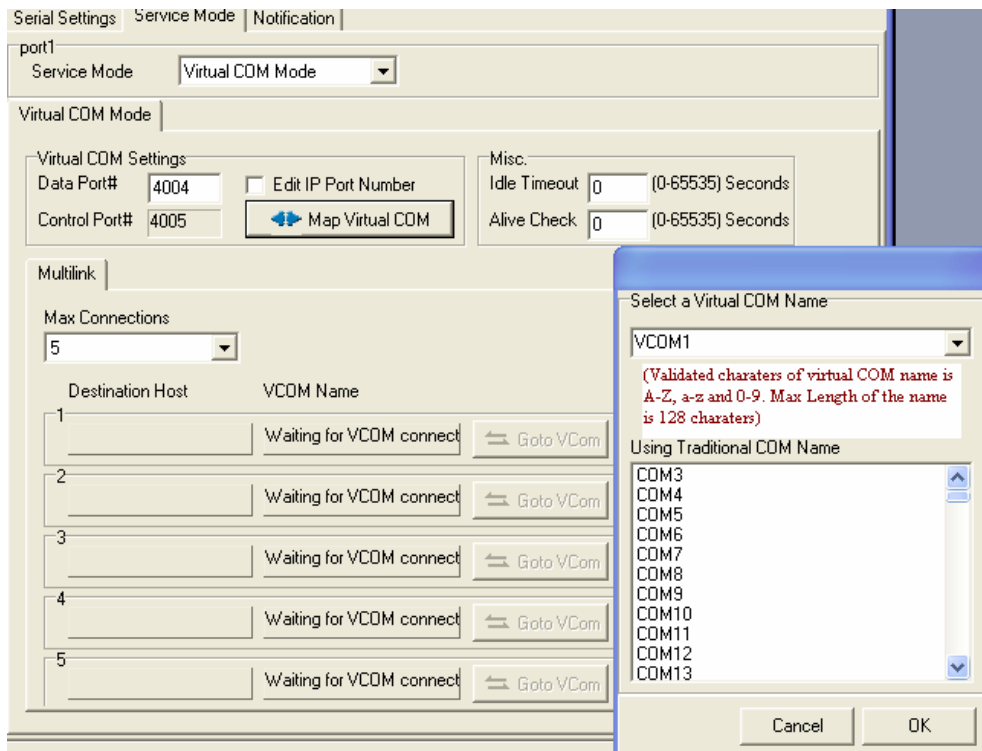 Serial Settings Service Mode Notification
port1
Service Mode Virtual COM Mode
Virtual COM Mode
Virtual COM Settings
Data Port# 4004 Edit IP Port Number
Control Port# 4005 Map Virtual COM
Misc.
Idle Timeout 0 (0-65535) Seconds
Alive Check 0 (0-65535) Seconds
Multilink
Max Connections
5
Destination Host VCOM Name
1 Waiting for VCOM connect Goto VCom
2 Waiting for VCOM connect Goto VCom
3 Waiting for VCOM connect Goto VCom
4 Waiting for VCOM connect Goto VCom
5 Waiting for VCOM connect Goto VCom
Select a Virtual COM Name
VCOM1
(Validated charaters of virtual COM name is
A-Z, a-z and 0-9. Max Length of the name
is 128 charaters)
Using Traditional COM Name
COM3
COM4
COM5
COM6
COM7
COM8
COM9
COM10
COM11
COM12
COM13
Cancel OK